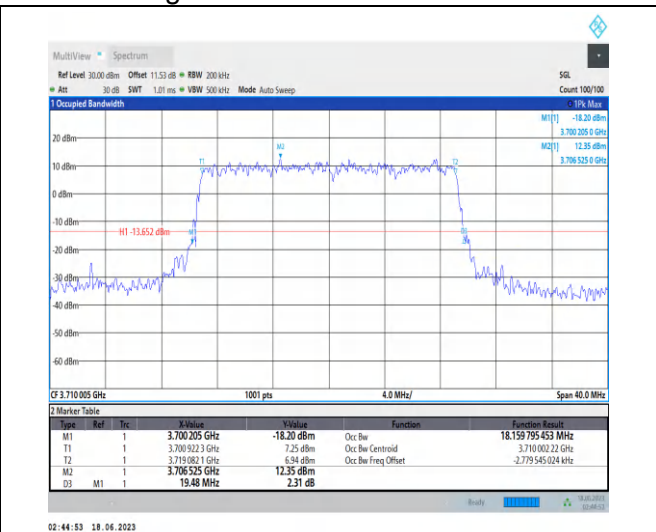 MultiView Spectrum
Ref Level 30.00 dBm Offset 11.53 dB RBW 200 kHz SGL
Att 30 dB SWT 1.01 ms VBW 500 kHz Mode Auto Sweep Count 100/100
1 Occupied Bandwidth 1Pk Max
M1[1] -18.20 dBm
3.700 205 0 GHz
M2[1] 12.35 dBm
3.706 525 0 GHz
20 dBm
M2
T1 T2
10 dBm
0 dBm
-10 dBm
H1 -13.652 dBm
-20 dBm
-30 dBm
-40 dBm
-50 dBm
-60 dBm
CF 3.710 005 GHz 1001 pts 4.0 MHz/ Span 40.0 MHz
2 Marker Table
Type Ref Trc X-Value Y-Value Function Function Result
M1 1 3.700 205 GHz -18.20 dBm Occ Bw 18.159 795 453 MHz
T1 1 3.700 922 3 GHz 7.25 dBm Occ Bw Centroid 3.710 002 22 GHz
T2 1 3.719 082 1 GHz 6.94 dBm Occ Bw Freq Offset -2.779 545 024 kHz
M2 1 3.706 525 GHz 12.35 dBm
D3 M1 1 19.48 MHz 2.31 dB
Ready 18.06.2023
02:44:53
02:44:53 18.06.2023